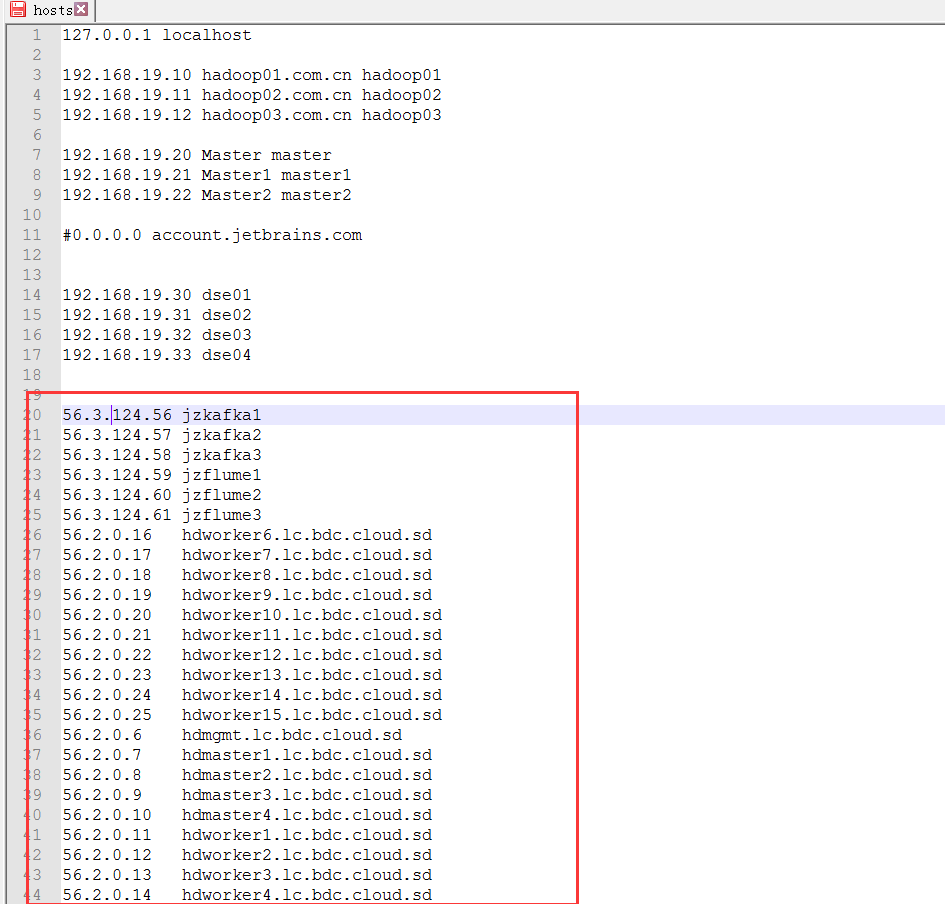 hosts
1 127.0.0.1 localhost
2
3 192.168.19.10 hadoop01.com.cn hadoop01
4 192.168.19.11 hadoop02.com.cn hadoop02
5 192.168.19.12 hadoop03.com.cn hadoop03
6
7 192.168.19.20 Master master
8 192.168.19.21 Master1 master1
9 192.168.19.22 Master2 master2
10
11 #0.0.0.0 account.jetbrains.com
12
13
14 192.168.19.30 dse01
15 192.168.19.31 dse02
16 192.168.19.32 dse03
17 192.168.19.33 dse04
18
19
20 56.3.124.56 jzkafka1
21 56.3.124.57 jzkafka2
22 56.3.124.58 jzkafka3
23 56.3.124.59 jzflume1
24 56.3.124.60 jzflume2
25 56.3.124.61 jzflume3
26 56.2.0.16 hdworker6.lc.bdc.cloud.sd
27 56.2.0.17 hdworker7.lc.bdc.cloud.sd
28 56.2.0.18 hdworker8.lc.bdc.cloud.sd
29 56.2.0.19 hdworker9.lc.bdc.cloud.sd
30 56.2.0.20 hdworker10.lc.bdc.cloud.sd
31 56.2.0.21 hdworker11.lc.bdc.cloud.sd
32 56.2.0.22 hdworker12.lc.bdc.cloud.sd
33 56.2.0.23 hdworker13.lc.bdc.cloud.sd
34 56.2.0.24 hdworker14.lc.bdc.cloud.sd
35 56.2.0.25 hdworker15.lc.bdc.cloud.sd
36 56.2.0.6 hdmgmt.lc.bdc.cloud.sd
37 56.2.0.7 hdmaster1.lc.bdc.cloud.sd
38 56.2.0.8 hdmaster2.lc.bdc.cloud.sd
39 56.2.0.9 hdmaster3.lc.bdc.cloud.sd
40 56.2.0.10 hdmaster4.lc.bdc.cloud.sd
41 56.2.0.11 hdworker1.lc.bdc.cloud.sd
42 56.2.0.12 hdworker2.lc.bdc.cloud.sd
43 56.2.0.13 hdworker3.lc.bdc.cloud.sd
44 56.2.0.14 hdworker4.lc.bdc.cloud.sd